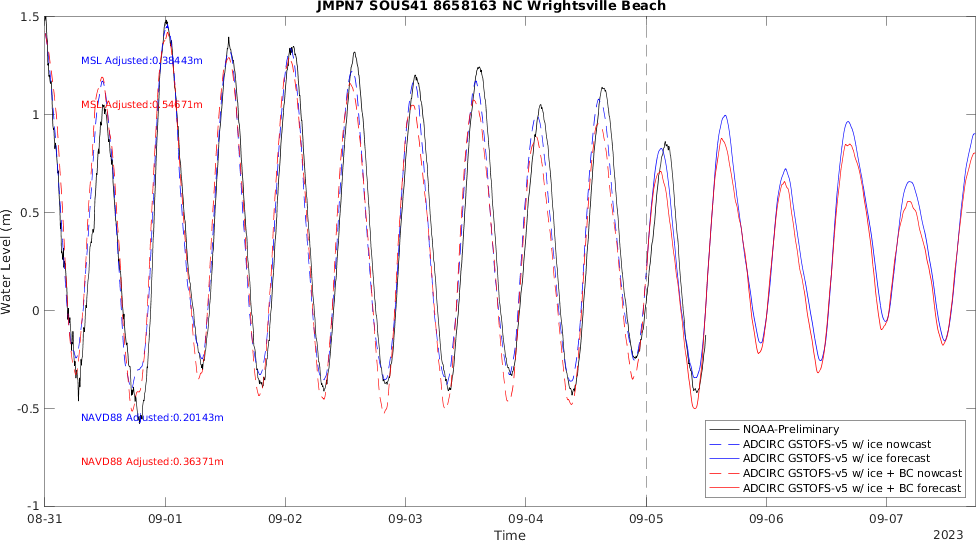 JMPN7 SOUS41 8658163 NC Wrightsville Beach
1.5
1
0.5
0
-0.5
-1
Water Level (m)
MSL Adjusted:0.38443m
MSL Adjusted:0.54671m
NAVD88 Adjusted:0.20143m
NAVD88 Adjusted:0.36371m
NOAA-Preliminary
ADCIRC GSTOFS-v5 w/ ice nowcast
ADCIRC GSTOFS-v5 w/ ice forecast
ADCIRC GSTOFS-v5 w/ ice + BC nowcast
ADCIRC GSTOFS-v5 w/ ice + BC forecast
08-31 09-01 09-02 09-03 09-04 09-05 09-06 09-07
Time
2023